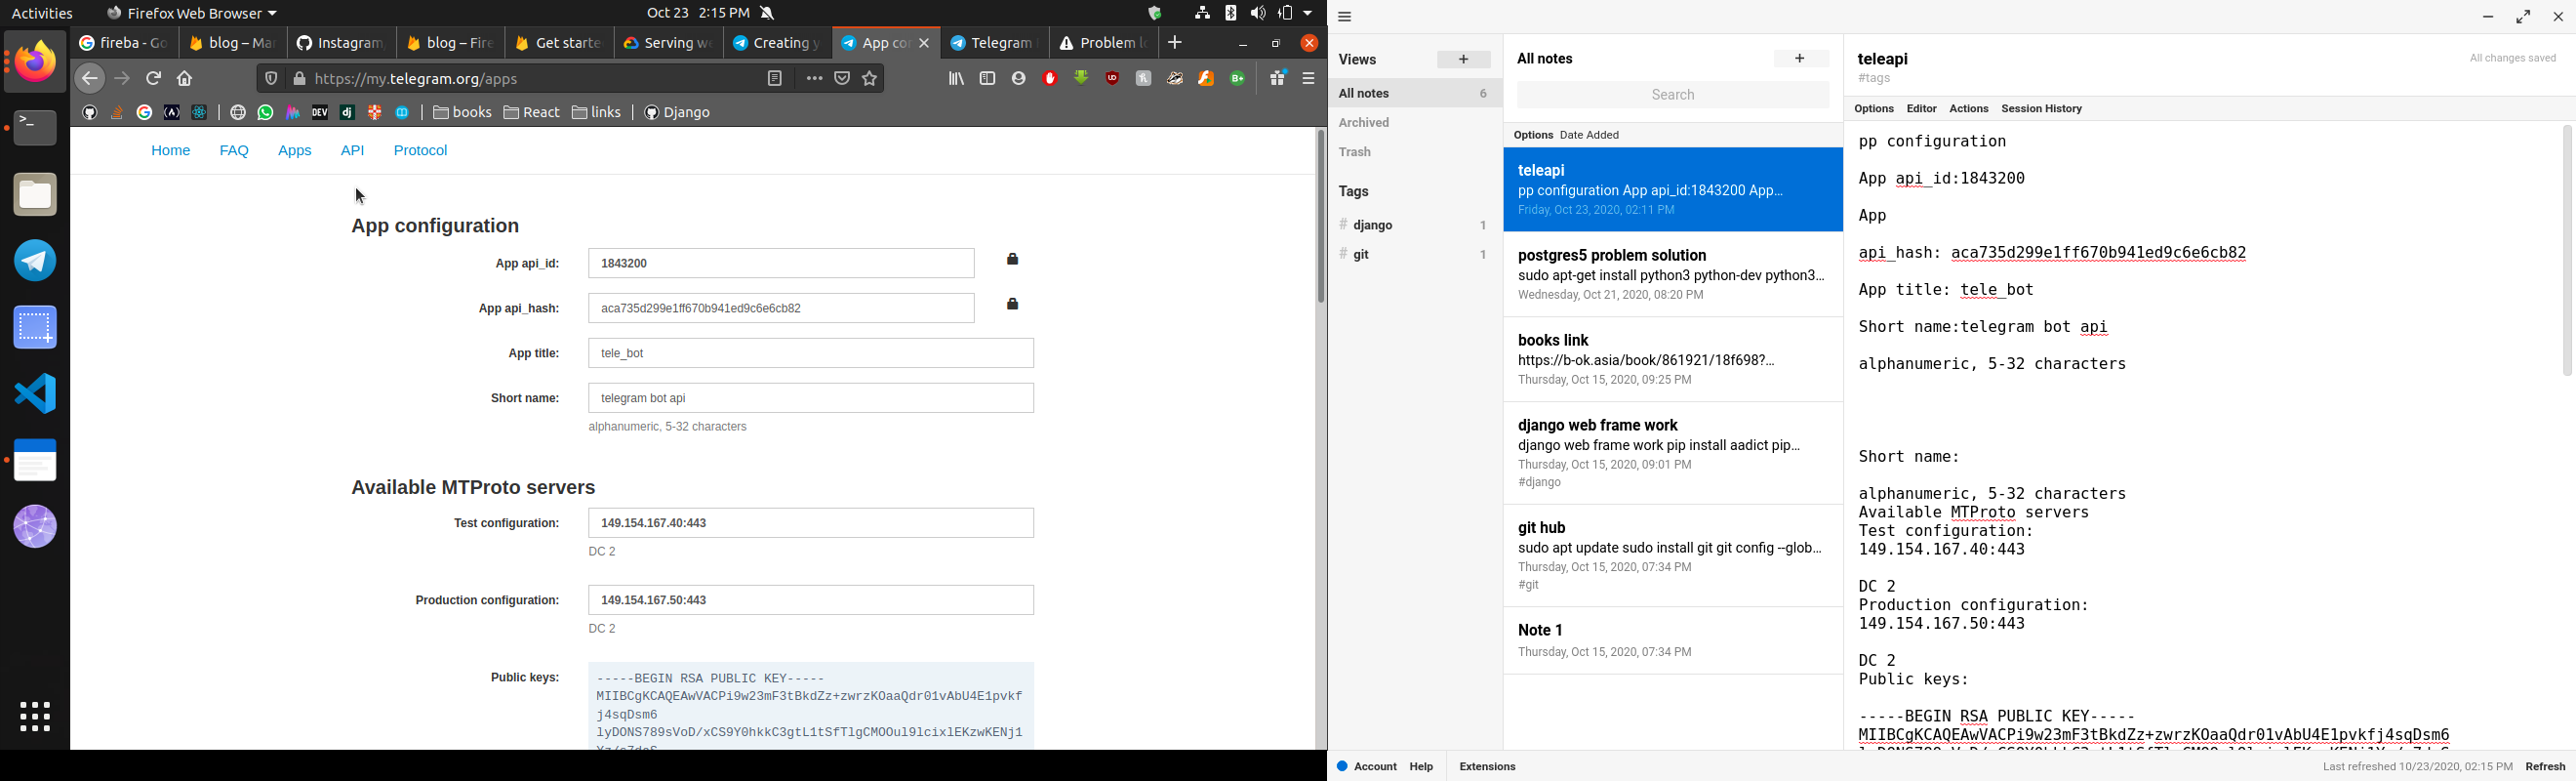 Activities
Firefox Web Browser
Oct 23 2:15 PM
fireba - Go
blog – Mar
Instagram,
blog – Fire
Get starte
Serving we
Creating y
App con
Telegram
Problem lo
https://my.telegram.org/apps
books
React
links
Django
Home
FAQ
Apps
API
Protocol
App configuration
App api_id:
1843200
App api_hash:
aca735d299e1ff670b941ed9c6e6cb82
App title:
tele_bot
Short name:
telegram bot api
alphanumeric, 5-32 characters
Available MTProto servers
Test configuration:
149.154.167.40:443
DC 2
Production configuration:
149.154.167.50:443
DC 2
Public keys:
-----BEGIN RSA PUBLIC KEY-----
MIIBCgKCAQEAwVACPi9w23mF3tBkdZz+zwrzKOaaQdr01vAbU4E1pvkf
j4sqDsm6
lyDONS789sVoD/xCS9Y0hkkC3gtL1tSfTlgCMOOul9lcixlEKzwKENj1
Views
All notes 6
Archived
Trash
Tags
# django 1
# git 1
All notes
Search
Options Date Added
teleapi
pp configuration App api_id:1843200 App...
Friday, Oct 23, 2020, 02:11 PM
postgres5 problem solution
sudo apt-get install python3 python-dev python3...
Wednesday, Oct 21, 2020, 08:20 PM
books link
https://b-ok.asia/book/861921/18f698?...
Thursday, Oct 15, 2020, 09:25 PM
django web frame work
django web frame work pip install aadict pip...
Thursday, Oct 15, 2020, 09:01 PM
#django
git hub
sudo apt update sudo install git git config --glob...
Thursday, Oct 15, 2020, 07:34 PM
#git
Note 1
Thursday, Oct 15, 2020, 07:34 PM
teleapi
#tags
All changes saved
Options
Editor
Actions
Session History
pp configuration
App api_id:1843200
App
api_hash: aca735d299e1ff670b941ed9c6e6cb82
App title: tele_bot
Short name:telegram bot api
alphanumeric, 5-32 characters
Short name:
alphanumeric, 5-32 characters
Available MTProto servers
Test configuration:
149.154.167.40:443
DC 2
Production configuration:
149.154.167.50:443
DC 2
Public keys:
-----BEGIN RSA PUBLIC KEY-----
MIIBCgKCAQEAwVACPi9w23mF3tBkdZz+zwrzKOaaQdr01vAbU4E1pvkfj4sqDsm6
Account
Help
Extensions
Last refreshed 10/23/2020, 02:15 PM
Refresh